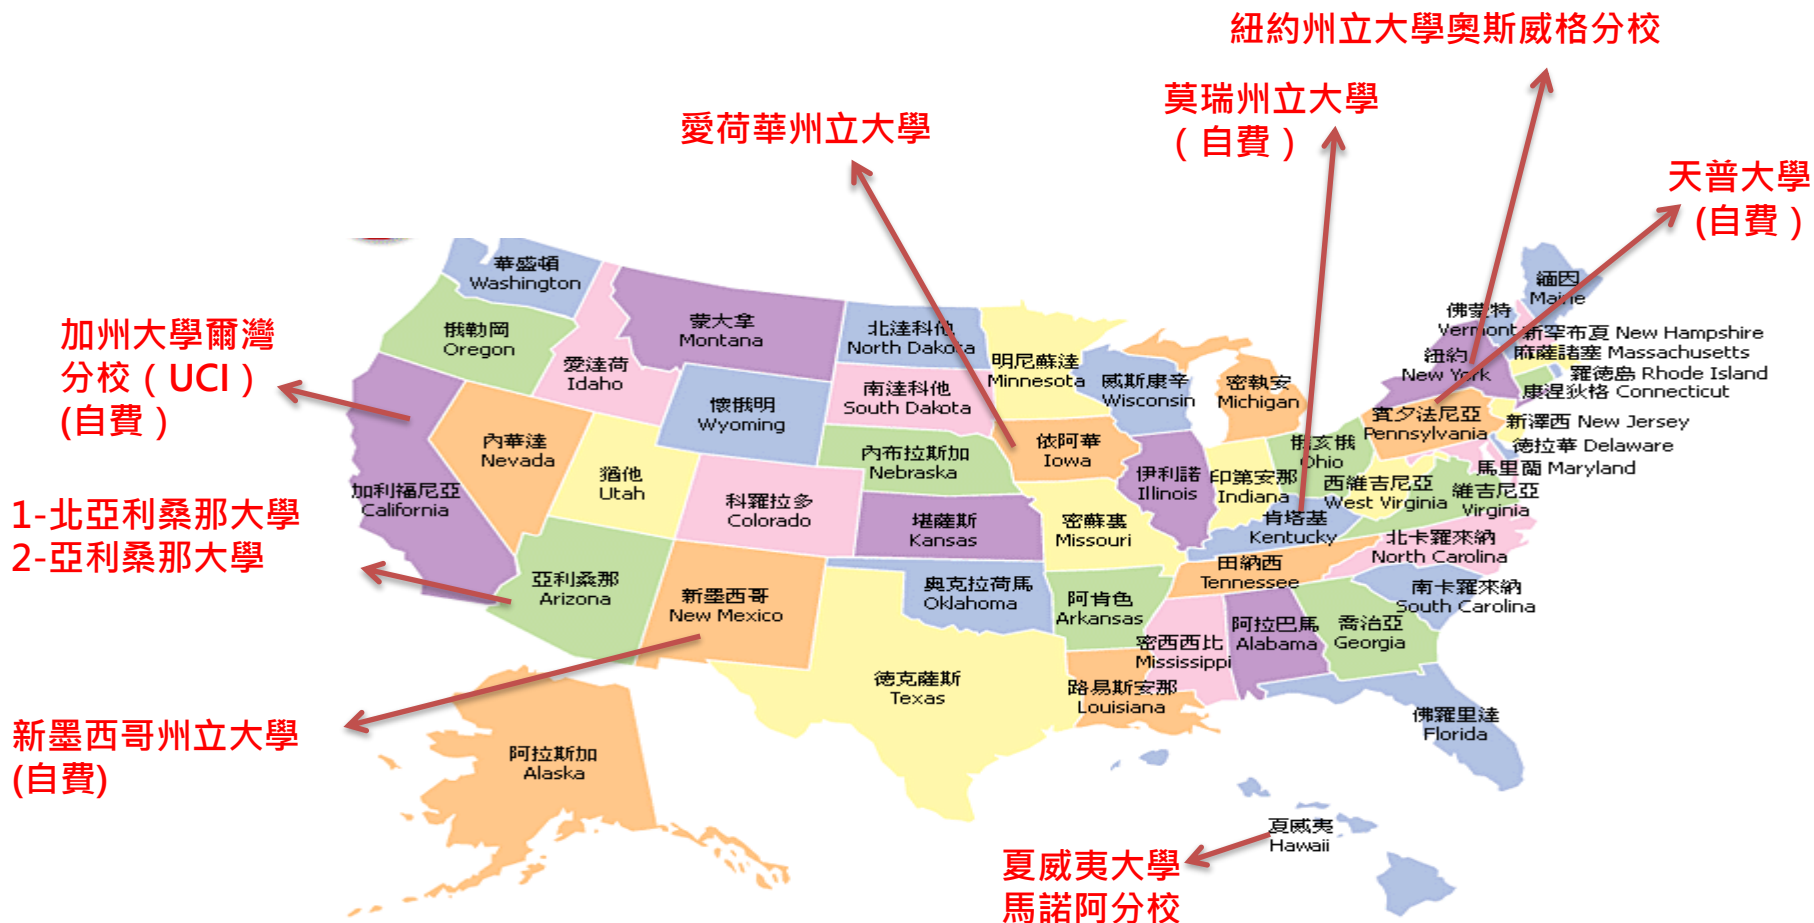 紐約州立大學奧斯威格分校
莫瑞州立大學
（自費）
愛荷華州立大學
天普大學
(自費）
加州大學爾灣
分校（UCI）
(自費）
1-北亞利桑那大學
2-亞利桑那大學
新墨西哥州立大學
(自費)
夏威夷大學
馬諾阿分校
華盛頓
Washington
俄勒岡
Oregon
蒙大拿
Montana
愛達荷
Idaho
北達科他
North Dakota
明尼蘇達
Minnesota
南達科他
South Dakota
威斯康辛
Wisconsin
密執安
Michigan
緬因
Maine
佛蒙特
Vermont
新罕布夏 New Hampshire
麻薩諸塞 Massachusetts
紐約
New York
羅德島 Rhode Island
康涅狄格 Connecticut
懷俄明
Wyoming
內華達
Nevada
猶他
Utah
內布拉斯加
Nebraska
依阿華
Iowa
伊利諾
Illinois
印第安那
Indiana
俄亥俄
Ohio
賓夕法尼亞
Pennsylvania
新澤西 New Jersey
德拉華 Delaware
馬里蘭 Maryland
西維吉尼亞
West Virginia
維吉尼亞
Virginia
加利福尼亞
California
科羅拉多
Colorado
堪薩斯
Kansas
密蘇裏
Missouri
肯塔基
Kentucky
北卡羅來納
North Carolina
田納西
Tennessee
南卡羅來納
South Carolina
亞利桑那
Arizona
新墨西哥
New Mexico
奧克拉荷馬
Oklahoma
阿肯色
Arkansas
密西西比
Mississippi
阿拉巴馬
Alabama
喬治亞
Georgia
德克薩斯
Texas
路易斯安那
Louisiana
佛羅里達
Florida
阿拉斯加
Alaska
夏威夷
Hawaii